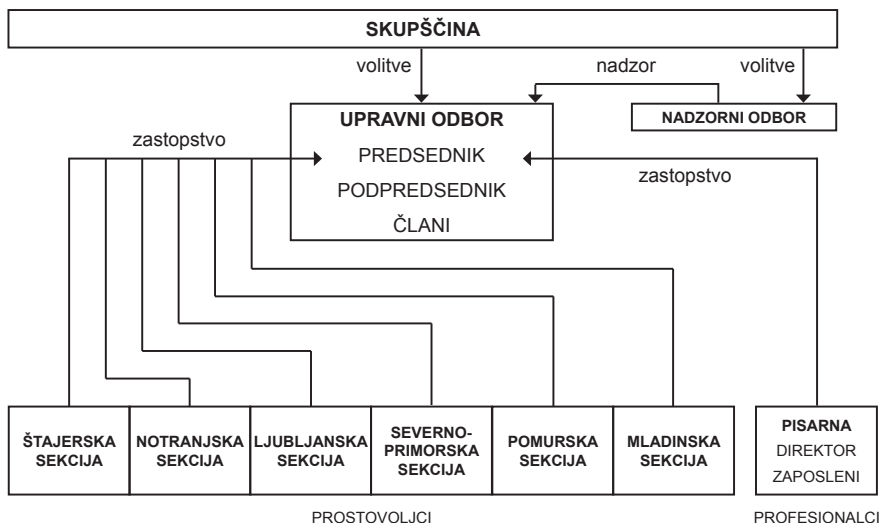 SKUPŠČINA
volitve
nadzor
volitve
UPRAVNI ODBOR
PREDSEDNIK
PODPREDSEDNIK
ČLANI
NADZORNI ODBOR
zastopstvo
zastopstvo
ŠTAJERSKA
SEKCIJA
NOTRANJSKA
SEKCIJA
LJUBLJANSKA
SEKCIJA
SEVERNO-
PRIMORSKA
SEKCIJA
POMURSKA
SEKCIJA
MLADINSKA
SEKCIJA
PISARNA
DIREKTOR
ZAPOSLENI
PROSTOVOLJCI
PROFESIONALCI